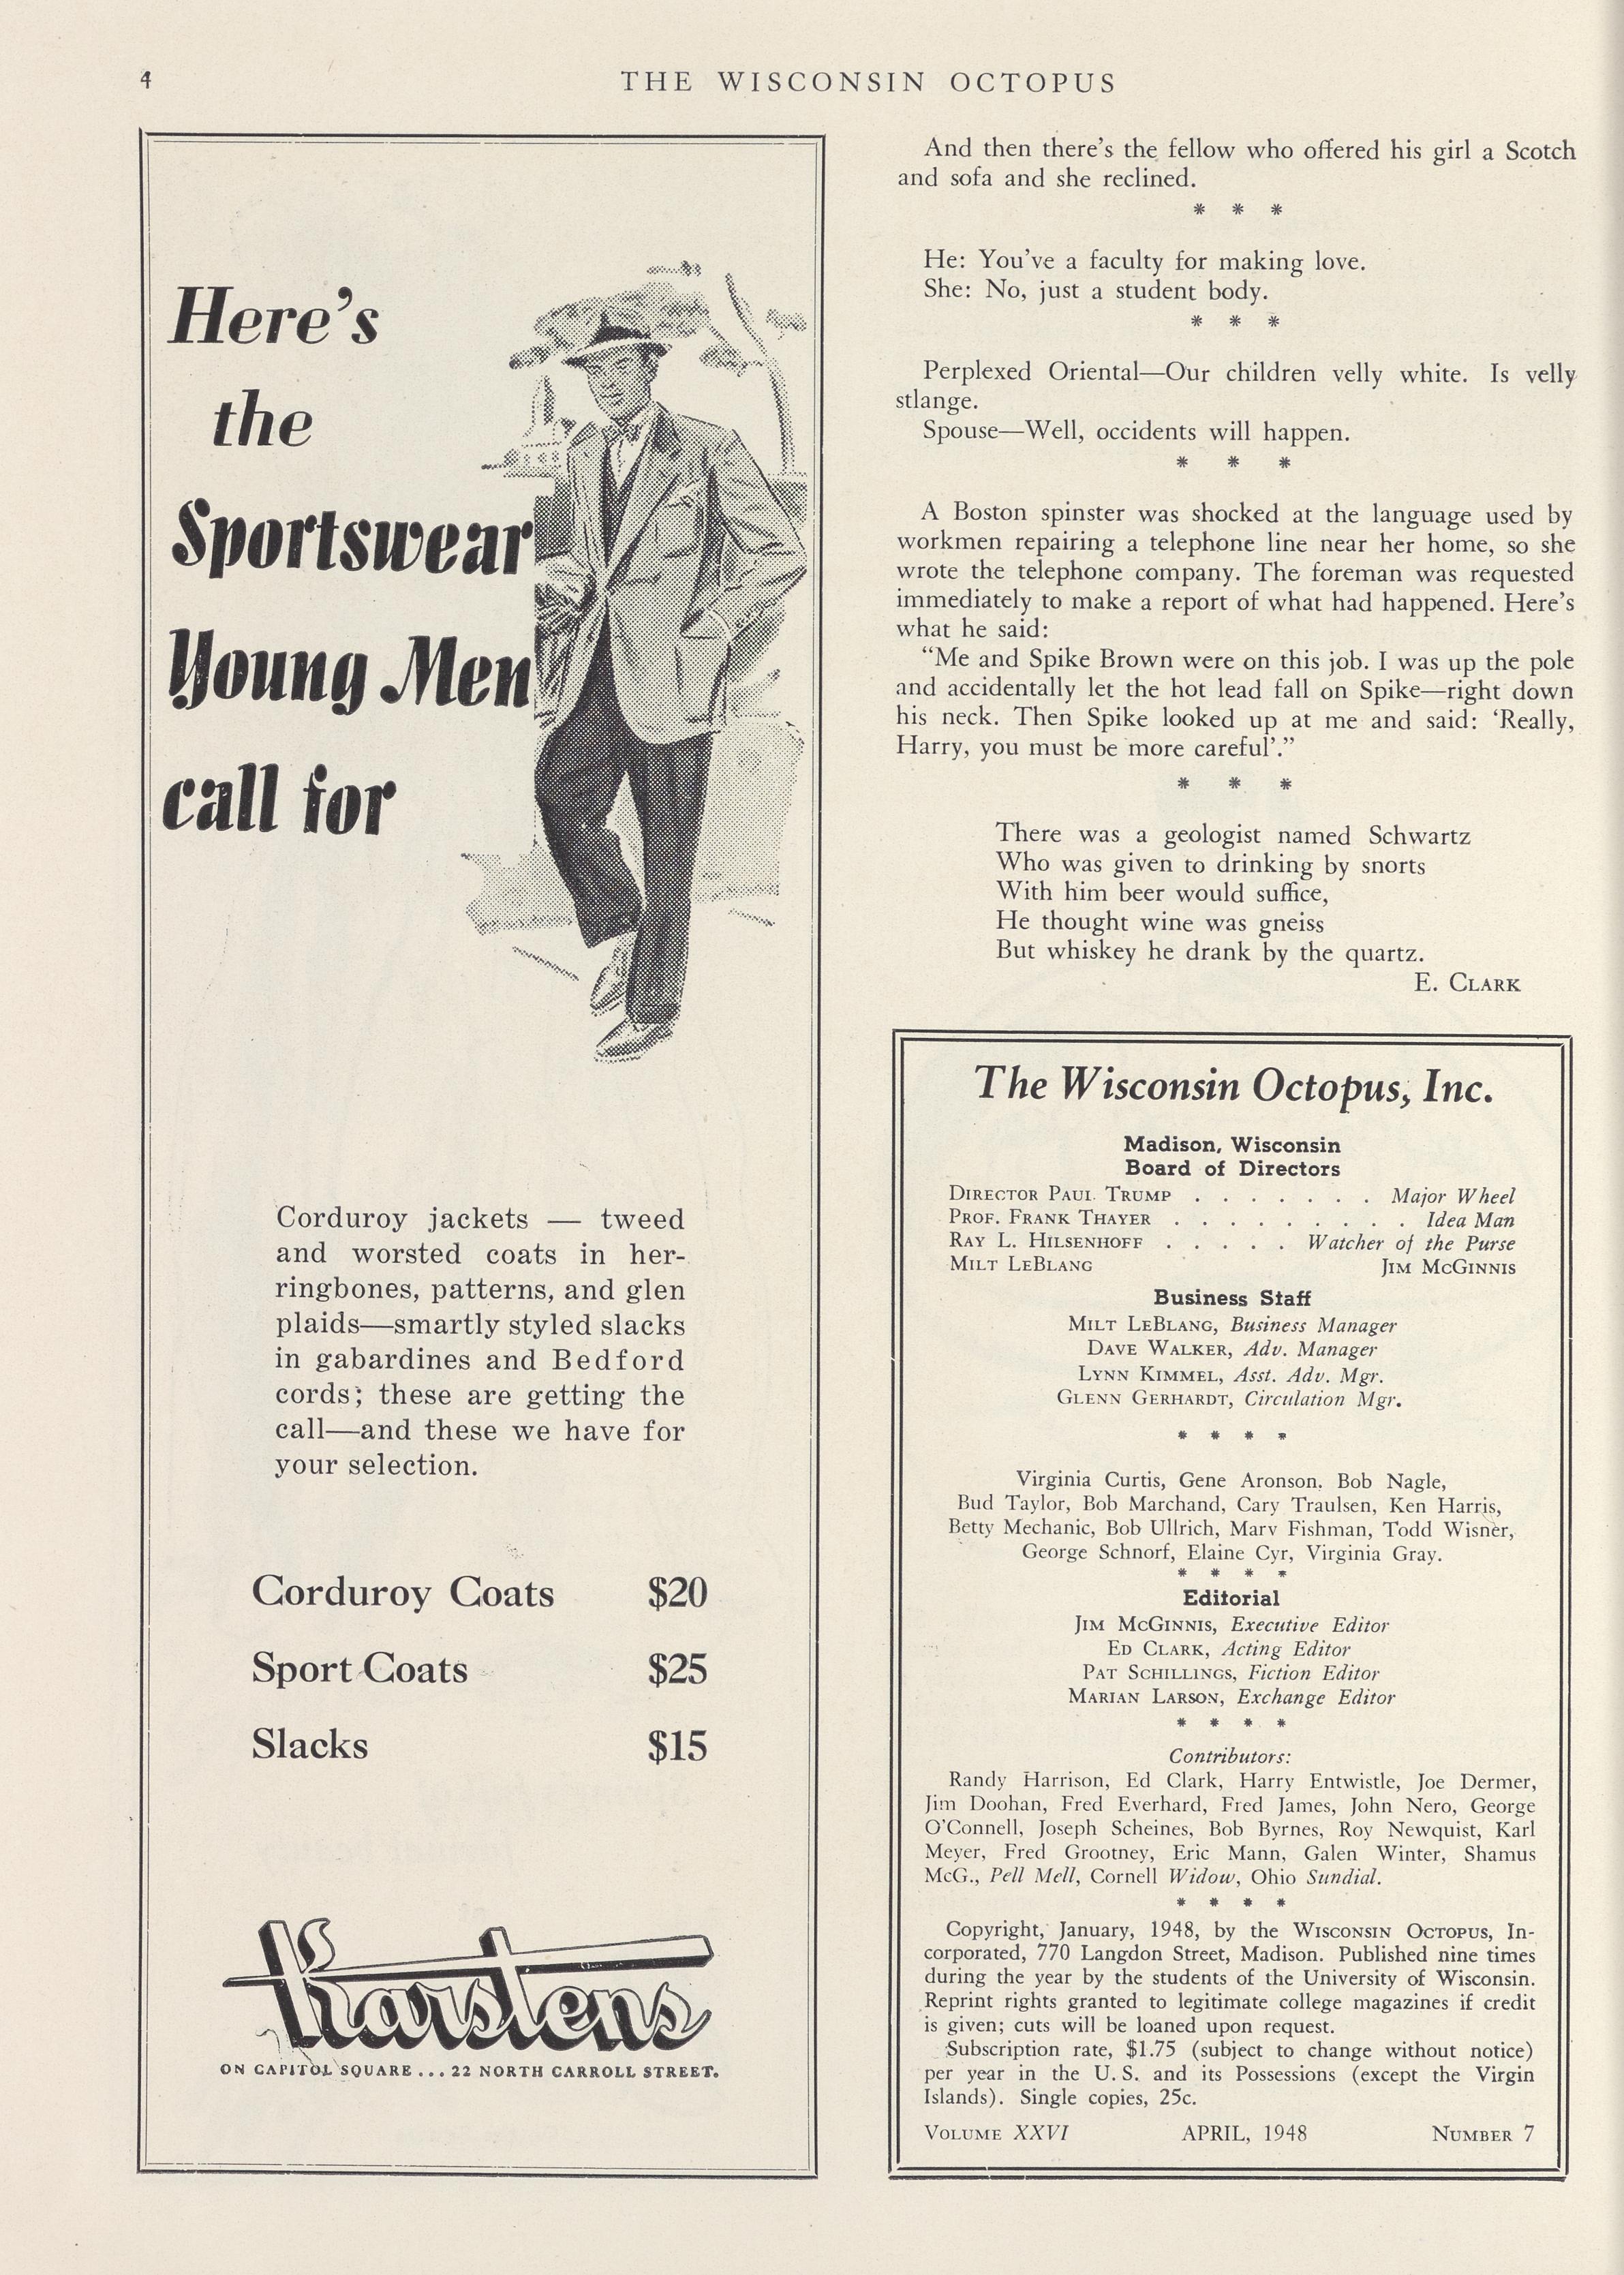 4
THE WISCONSIN OCTOPUS
Here's
the
Sportswear
Young Men
call for
Corduroy jackets — tweed
and worsted coats in her-
ringbones, patterns, and glen
plaids—smartly styled slacks
in gabardines and Bedford
cords; these are getting the
call—and these we have for
your selection.
Corduroy Coats $20
Sport Coats $25
Slacks $15
Karstens
ON CAPITOL SQUARE ... 22 NORTH CARROLL STREET.
And then there's the fellow who offered his girl a Scotch
and sofa and she reclined.
* * *
He: You've a faculty for making love.
She: No, just a student body.
* * *
Perplexed Oriental—Our children velly white. Is velly
stlange.
Spouse—Well, occidents will happen.
* * *
A Boston spinster was shocked at the language used by
workmen repairing a telephone line near her home, so she
wrote the telephone company. The foreman was requested
immediately to make a report of what had happened. Here's
what he said:
“Me and Spike Brown were on this job. I was up the pole
and accidentally let the hot lead fall on Spike—right down
his neck. Then Spike looked up at me and said: ‘Really,
Harry, you must be more careful’.”
* * *
There was a geologist named Schwartz
Who was given to drinking by snorts
With him beer would suffice,
He thought wine was gneiss
But whiskey he drank by the quartz.
E. CLARK
The Wisconsin Octopus, Inc.
Madison, Wisconsin
Board of Directors
DIRECTOR PAUL TRUMP . . . . . . . Major Wheel
PROF. FRANK THAYER . . . . . . . . . Idea Man
RAY L. HILSENHOFF . . . . . Watcher of the Purse
MILT LEBLANG JIM MCGINNIS
Business Staff
MILT LEBLANG, Business Manager
DAVE WALKER, Adv. Manager
LYNN KIMMEL, Asst. Adv. Mgr.
GLENN GERHARDT, Circulation Mgr.
* * * *
Virginia Curtis, Gene Aronson, Bob Nagle,
Bud Taylor, Bob Marchand, Cary Traulsen, Ken Harris,
Betty Mechanic, Bob Ullrich, Marv Fishman, Todd Wisner,
George Schnorf, Elaine Cyr, Virginia Gray.
* * * *
Editorial
JIM MCGINNIS, Executive Editor
ED CLARK, Acting Editor
PAT SCHILLINGS, Fiction Editor
MARIAN LARSON, Exchange Editor
* * * *
Contributors:
Randy Harrison, Ed Clark, Harry Entwistle, Joe Dermer,
Jim Doohan, Fred Everhard, Fred James, John Nero, George
O'Connell, Joseph Scheines, Bob Byrnes, Roy Newquist, Karl
Meyer, Fred Grootney, Eric Mann, Galen Winter, Shamus
McG., Pell Mell, Cornell Widow, Ohio Sundial.
* * * *
Copyright, January, 1948, by the WISCONSIN OCTOPUS, In-
corporated, 770 Langdon Street, Madison. Published nine times
during the year by the students of the University of Wisconsin.
Reprint rights granted to legitimate college magazines if credit
is given; cuts will be loaned upon request.
Subscription rate, $1.75 (subject to change without notice)
per year in the U. S. and its Possessions (except the Virgin
Islands). Single copies, 25c.
VOLUME XXVI APRIL, 1948 NUMBER 7